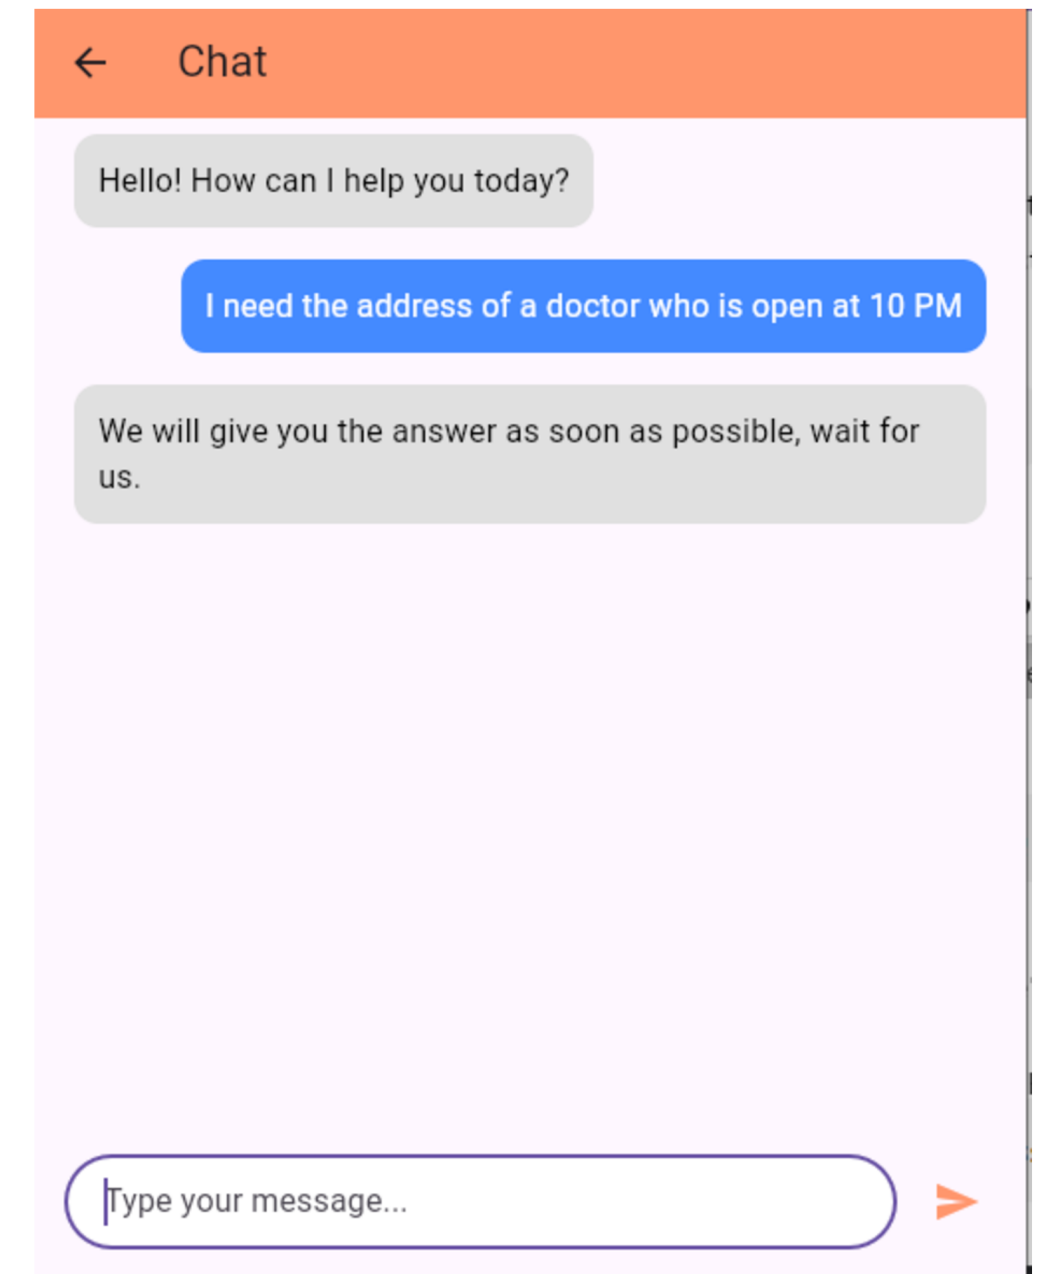 Chat
Hello! How can I help you today?
I need the address of a doctor who is open at 10 PM
We will give you the answer as soon as possible, wait for
us.
Type your message...